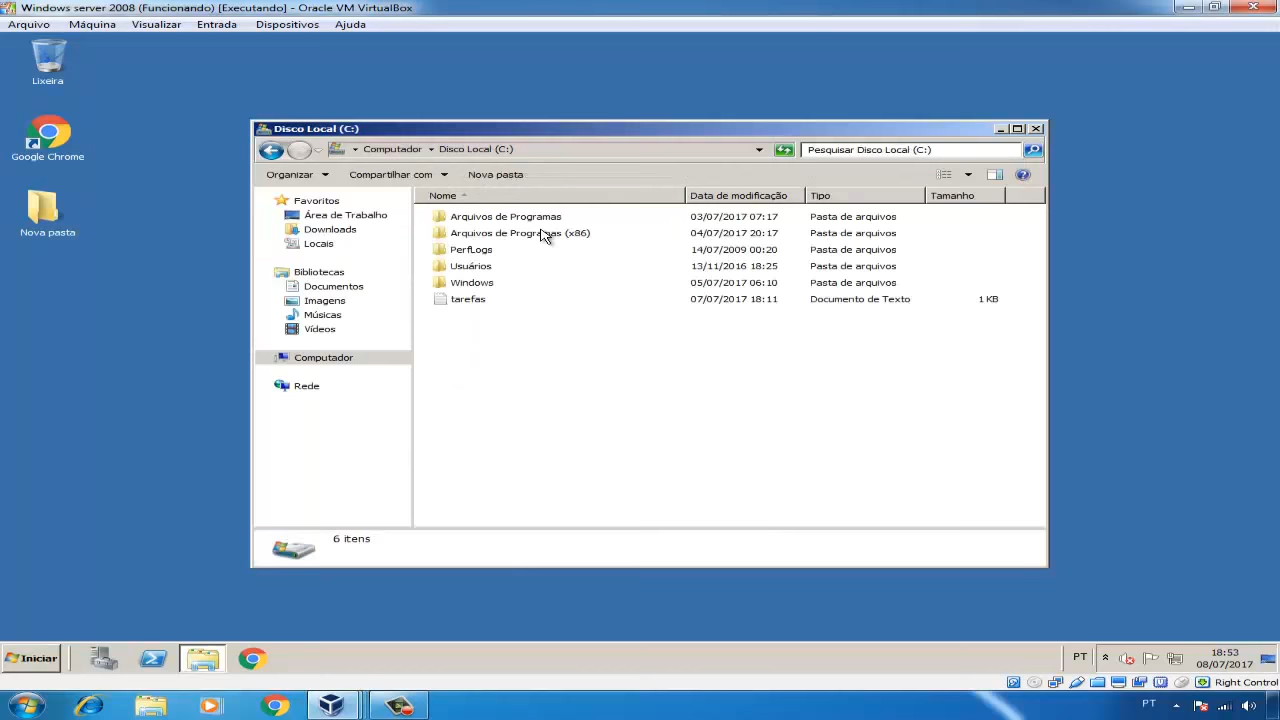 Windows server 2008 (Funcionando) [Executando] - Oracle VM VirtualBox
Arquivo Máquina Visualizar Entrada Dispositivos Ajuda
Lixeira
Google Chrome
Nova pasta
Disco Local (C:)
Computador Disco Local (C:) Pesquisar Disco Local (C:)
Organizar Compartilhar com Nova pasta
Favoritos
Área de Trabalho
Downloads
Locais
Bibliotecas
Documentos
Imagens
Músicas
Vídeos
Computador
Rede
Nome Data de modificação Tipo Tamanho
Arquivos de Programas 03/07/2017 07:17 Pasta de arquivos
Arquivos de Programas (x86) 04/07/2017 20:17 Pasta de arquivos
PerfLogs 14/07/2009 00:20 Pasta de arquivos
Usuários 13/11/2016 18:25 Pasta de arquivos
Windows 05/07/2017 06:10 Pasta de arquivos
tarefas 07/07/2017 18:11 Documento de Texto 1 KB
6 itens
Iniciar PT 18:53
08/07/2017
Right Control
PT